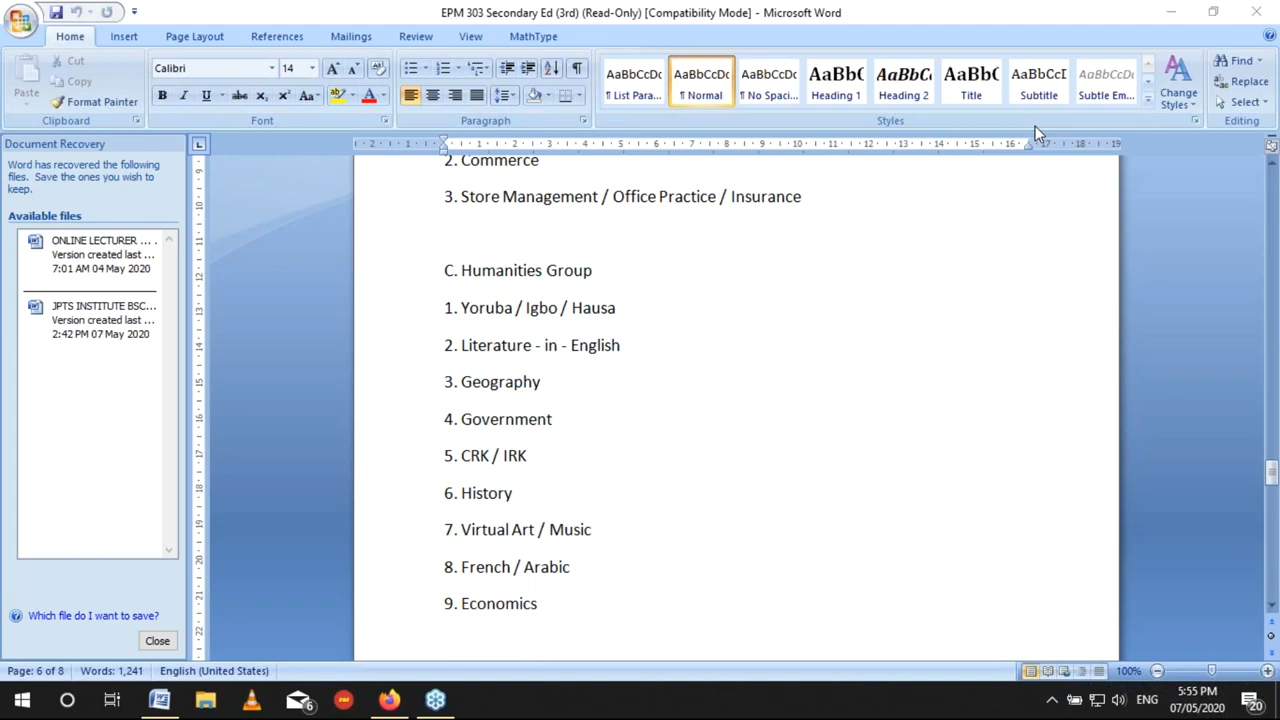 EPM 303 Secondary Ed (3rd) (Read-Only) [Compatibility Mode] - Microsoft Word
Home Insert Page Layout References Mailings Review View MathType
Paste
Cut
Copy
Format Painter
Clipboard
Calibri 14
Font
Paragraph
AaBbCcDc AaBbCcDc AaBbCcDc AaBbC AaBbC AaBbC AaBbCcI AaBbCcDc
¶ List Para... ¶ Normal ¶ No Spaci... Heading 1 Heading 2 Title Subtitle Subtle Em...
Styles
Change
Styles
Find
Replace
Select
Editing
Document Recovery
Word has recovered the following
files. Save the ones you wish to
keep.
Available files
ONLINE LECTURER ... .
Version created last ...
7:01 AM 04 May 2020
JPTS INSTITUTE BSC...
Version created last ...
2:42 PM 07 May 2020
Which file do I want to save?
Close
2. Commerce
3. Store Management / Office Practice / Insurance
C. Humanities Group
1. Yoruba / Igbo / Hausa
2. Literature - in - English
3. Geography
4. Government
5. CRK / IRK
6. History
7. Virtual Art / Music
8. French / Arabic
9. Economics
Page: 6 of 8 Words: 1,241 English (United States) 100%
6
ENG
5:55 PM
07/05/2020
20